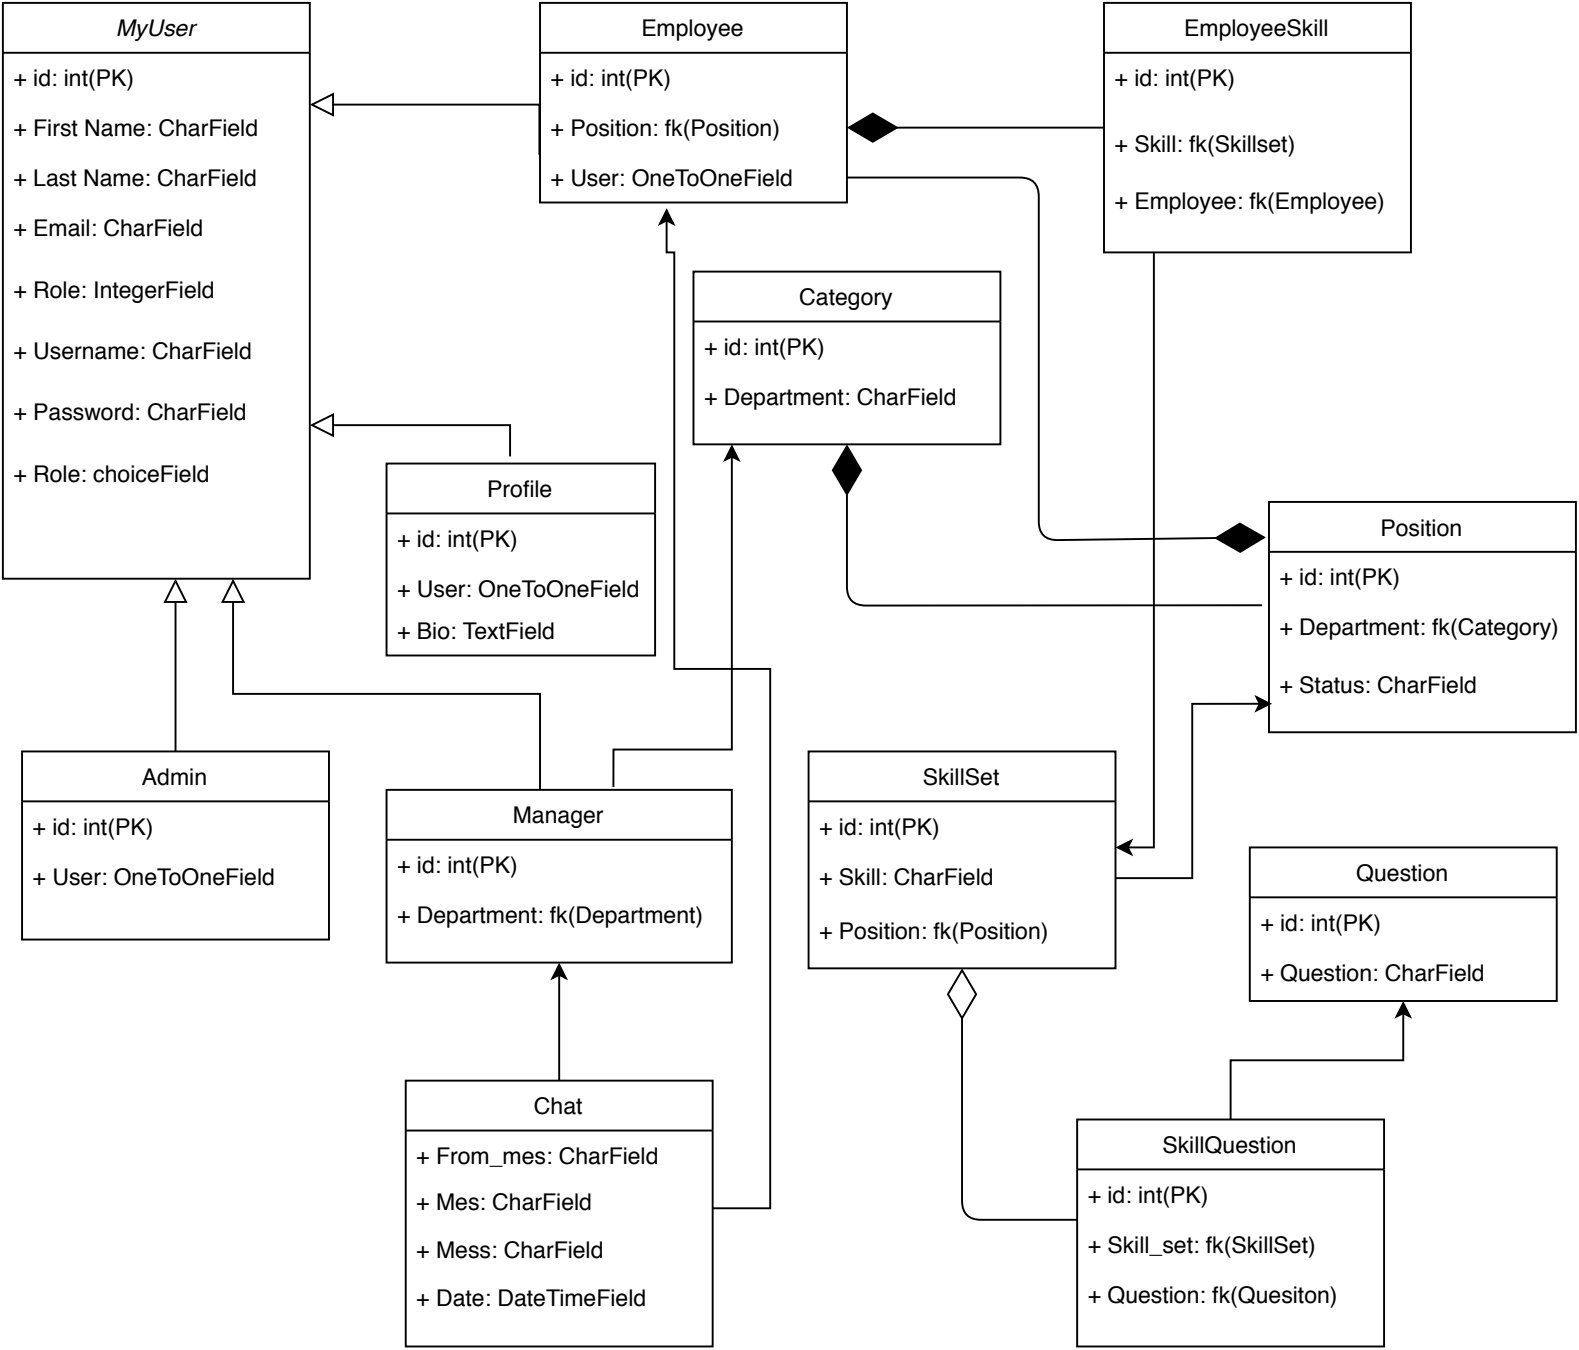 MyUser
+ id: int(PK)
+ First Name: CharField
+ Last Name: CharField
+ Email: CharField
+ Role: IntegerField
+ Username: CharField
+ Password: CharField
+ Role: choiceField
Employee
+ id: int(PK)
+ Position: fk(Position)
+ User: OneToOneField
EmployeeSkill
+ id: int(PK)
+ Skill: fk(Skillset)
+ Employee: fk(Employee)
Category
+ id: int(PK)
+ Department: CharField
Profile
+ id: int(PK)
+ User: OneToOneField
+ Bio: TextField
Position
+ id: int(PK)
+ Department: fk(Category)
+ Status: CharField
Admin
+ id: int(PK)
+ User: OneToOneField
Manager
+ id: int(PK)
+ Department: fk(Department)
SkillSet
+ id: int(PK)
+ Skill: CharField
+ Position: fk(Position)
Question
+ id: int(PK)
+ Question: CharField
Chat
+ From_mes: CharField
+ Mes: CharField
+ Mess: CharField
+ Date: DateTimeField
SkillQuestion
+ id: int(PK)
+ Skill_set: fk(SkillSet)
+ Question: fk(Quesiton)